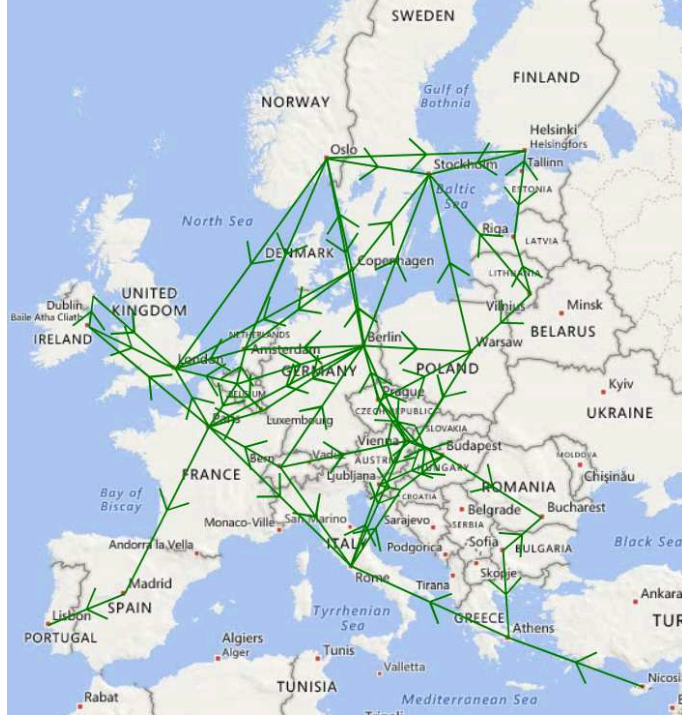 SWEDEN
FINLAND
Gulf of
Bothnia
NORWAY
Helsinki
Helsingfors
Oslo
Stockholm
Tallinn
Baltic
Sea
ESTONIA
North Sea
Riga
LATVIA
DENMARK
Copenhagen
LITHUANIA
UNITED
KINGDOM
Dublin
Baile Atha Cliath
IRELAND
Vilnius
Minsk
BELARUS
NETHERLANDS
Amsterdam
Berlin
Warsaw
London
GERMANY
POLAND
Prague
BELGIUM
Kyiv
CZECH REPUBLIC
UKRAINE
Paris
Luxembourg
SLOVAKIA
Vienna
Budapest
Bern
Vaduz
AUSTRIA
HUNGARY
MOLDOVA
Chișinău
FRANCE
Ljubljana
CROATIA
ROMANIA
Bay of
Biscay
Monaco-Ville
San Marino
Sarajevo
Belgrade
SERBIA
Bucharest
ITALY
Podgorica
Sofia
BULGARIA
Black Sea
Andorra la Vella
Skopje
Rome
Tirana
Madrid
Ankara
Lisbon
SPAIN
PORTUGAL
Tyrrhenian
Sea
GREECE
Athens
TUR
Algiers
Alger
Tunis
Valletta
TUNISIA
Nicosi
Rabat
Mediterranean Sea
Tripoli